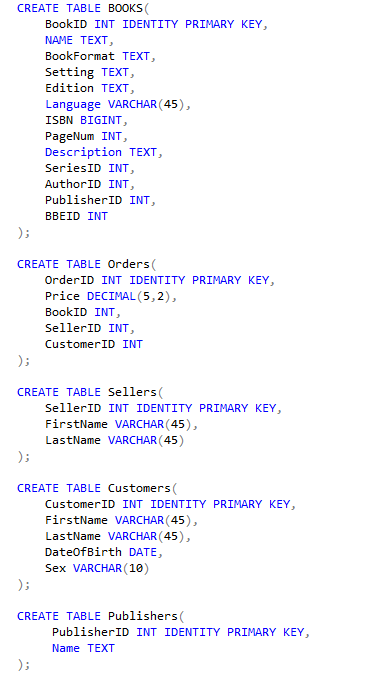 CREATE TABLE BOOKS(
BookID INT IDENTITY PRIMARY KEY,
NAME TEXT,
BookFormat TEXT,
Setting TEXT,
Edition TEXT,
Language VARCHAR(45),
ISBN BIGINT,
PageNum INT,
Description TEXT,
SeriesID INT,
AuthorID INT,
PublisherID INT,
BBEID INT
);
CREATE TABLE Orders(
OrderID INT IDENTITY PRIMARY KEY,
Price DECIMAL(5,2),
BookID INT,
SellerID INT,
CustomerID INT
);
CREATE TABLE Sellers(
SellerID INT IDENTITY PRIMARY KEY,
FirstName VARCHAR(45),
LastName VARCHAR(45)
);
CREATE TABLE Customers(
CustomerID INT IDENTITY PRIMARY KEY,
FirstName VARCHAR(45),
LastName VARCHAR(45),
DateOfBirth DATE,
Sex VARCHAR(10)
);
CREATE TABLE Publishers(
PublisherID INT IDENTITY PRIMARY KEY,
Name TEXT
);